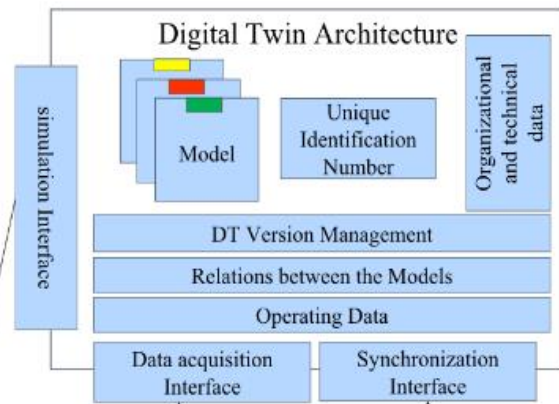 Digital Twin Architecture
simulation Interface
Model
Unique
Identification
Number
Organizational
and technical
data
DT Version Management
Relations between the Models
Operating Data
Data acquisition
Interface
Synchronization
Interface